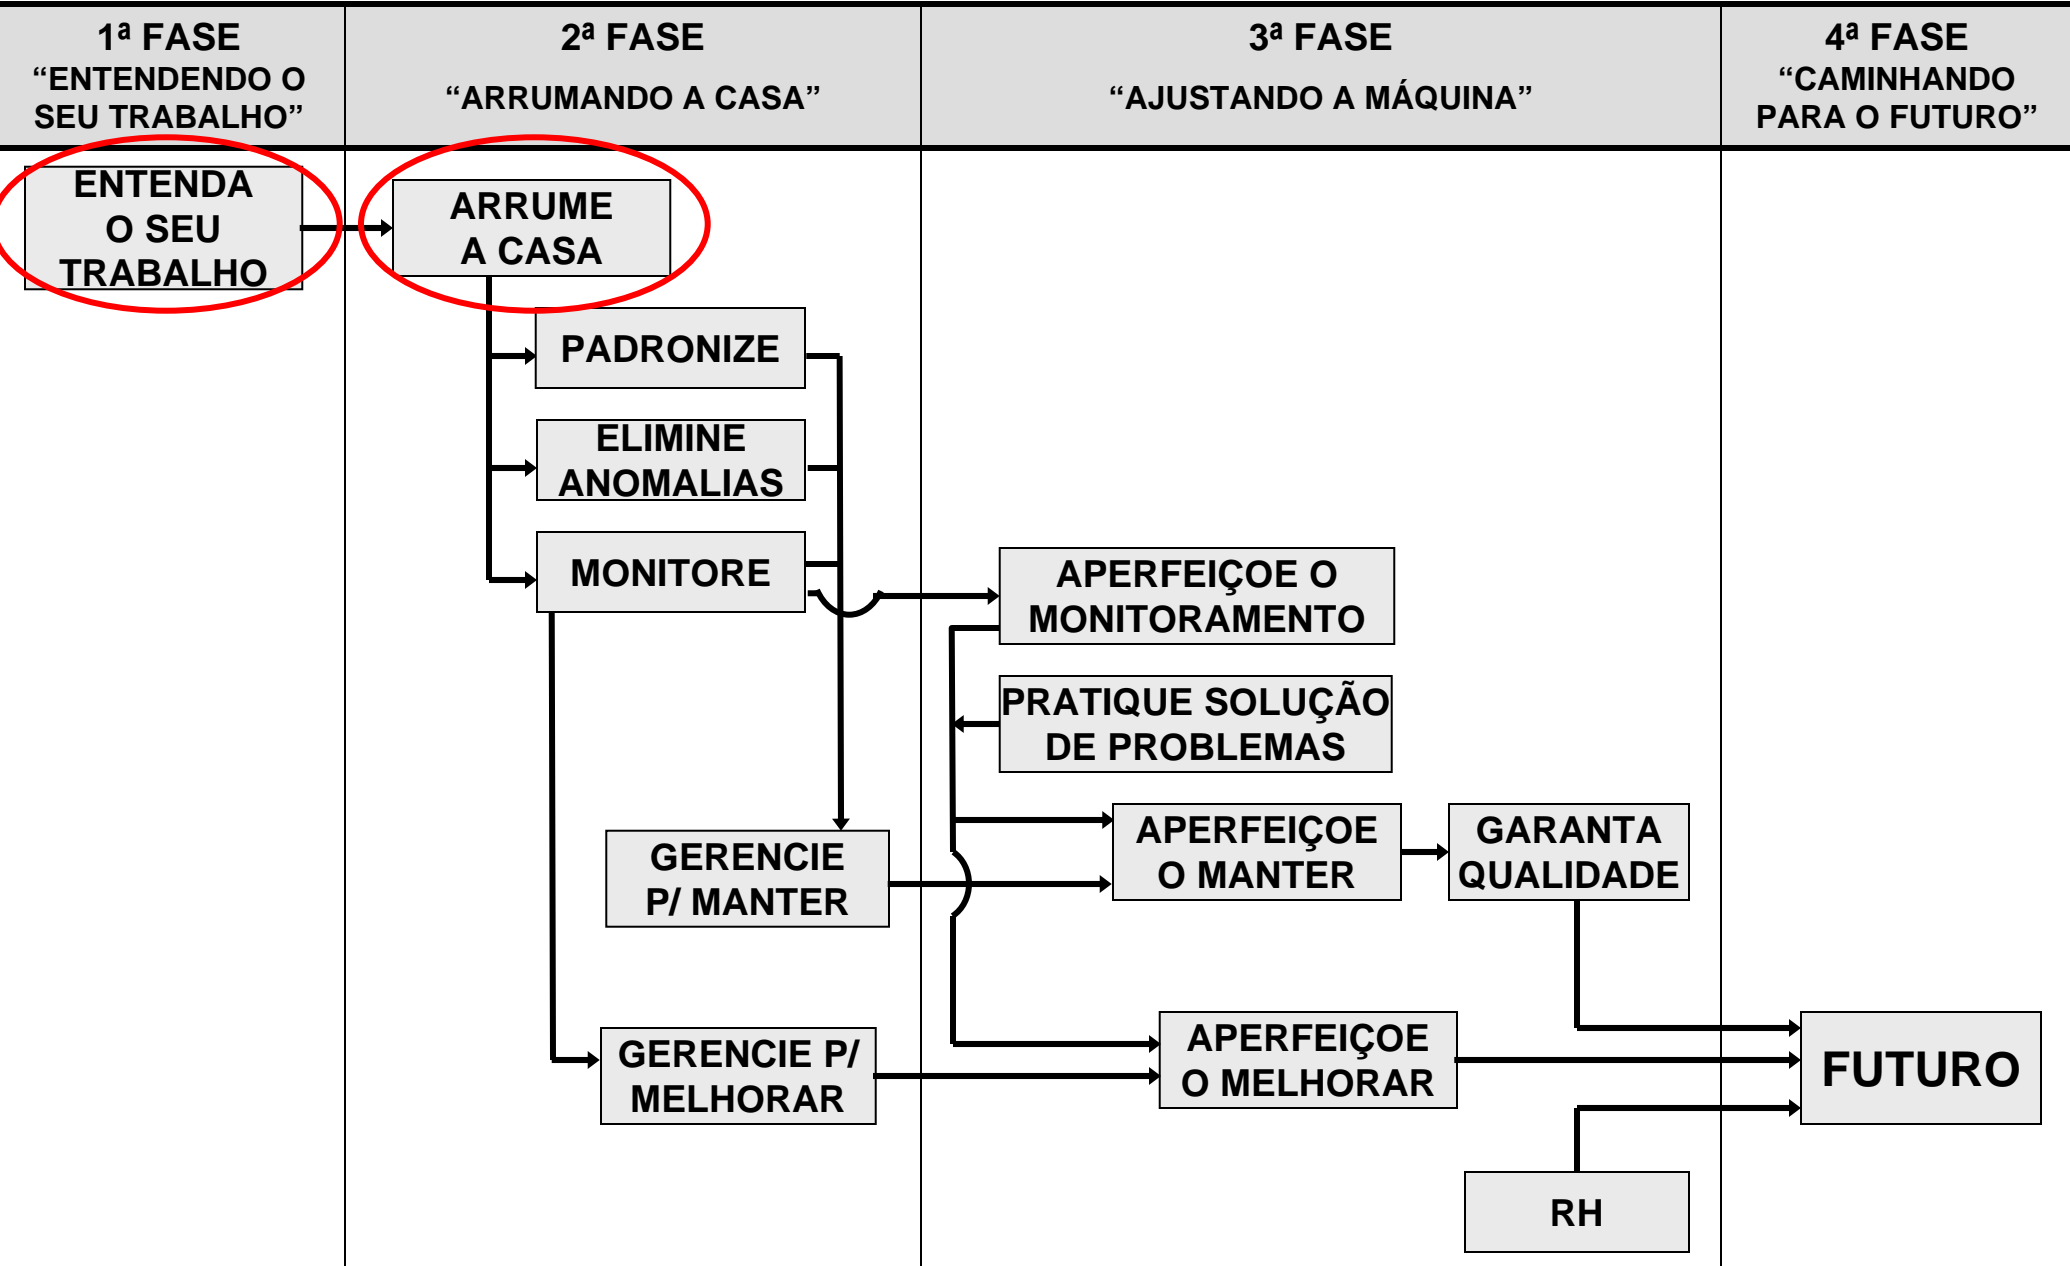 1ª FASE
“ENTENDENDO O
SEU TRABALHO”
2ª FASE
“ARRUMANDO A CASA”
3ª FASE
“AJUSTANDO A MÁQUINA”
4ª FASE
“CAMINHANDO
PARA O FUTURO”
ENTENDA
O SEU
TRABALHO
ARRUME
A CASA
PADRONIZE
ELIMINE
ANOMALIAS
MONITORE
APERFEIÇOE O
MONITORAMENTO
PRATIQUE SOLUÇÃO
DE PROBLEMAS
GERENCIE
P/ MANTER
APERFEIÇOE
O MANTER
GARANTA
QUALIDADE
GERENCIE P/
MELHORAR
APERFEIÇOE
O MELHORAR
FUTURO
RH